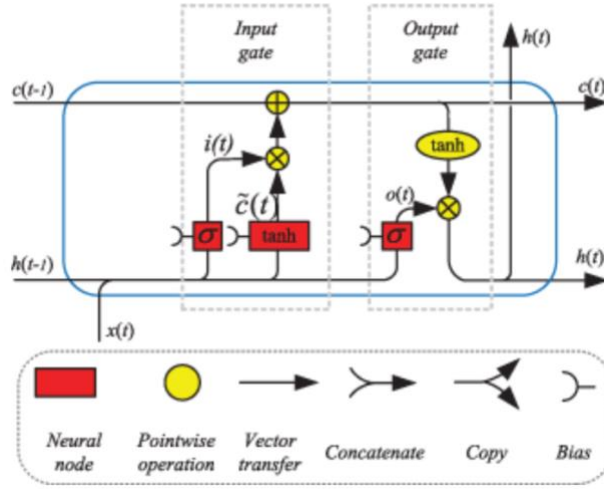 Input
gate
Output
gate
h(t)
c(t-1)
c(t)
i(t)
tanh
c̃(t)
o(t)
σ
tanh
σ
h(t-1)
h(t)
x(t)
Neural
node
Pointwise
operation
Vector
transfer
Concatenate
Copy
Bias